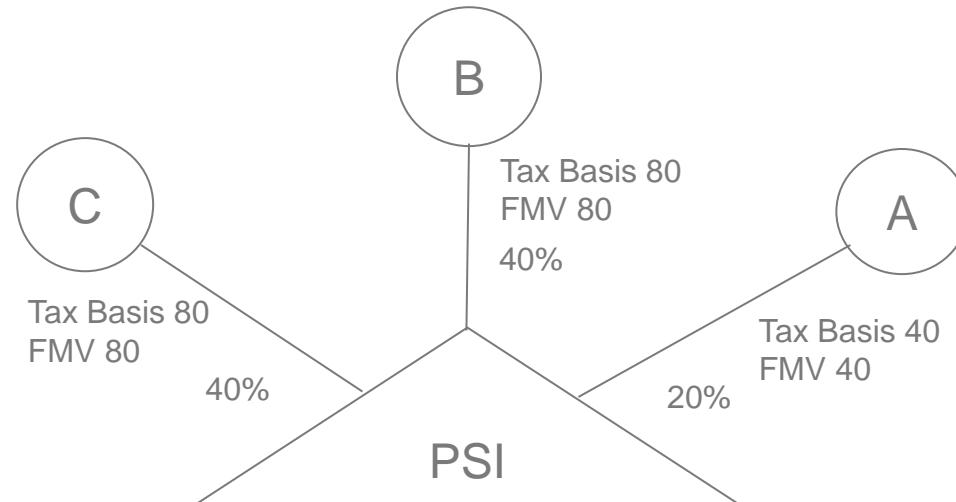 B
Tax Basis 80
FMV 80
40%
C
Tax Basis 80
FMV 80
40%
A
Tax Basis 40
FMV 40
20%
PSI